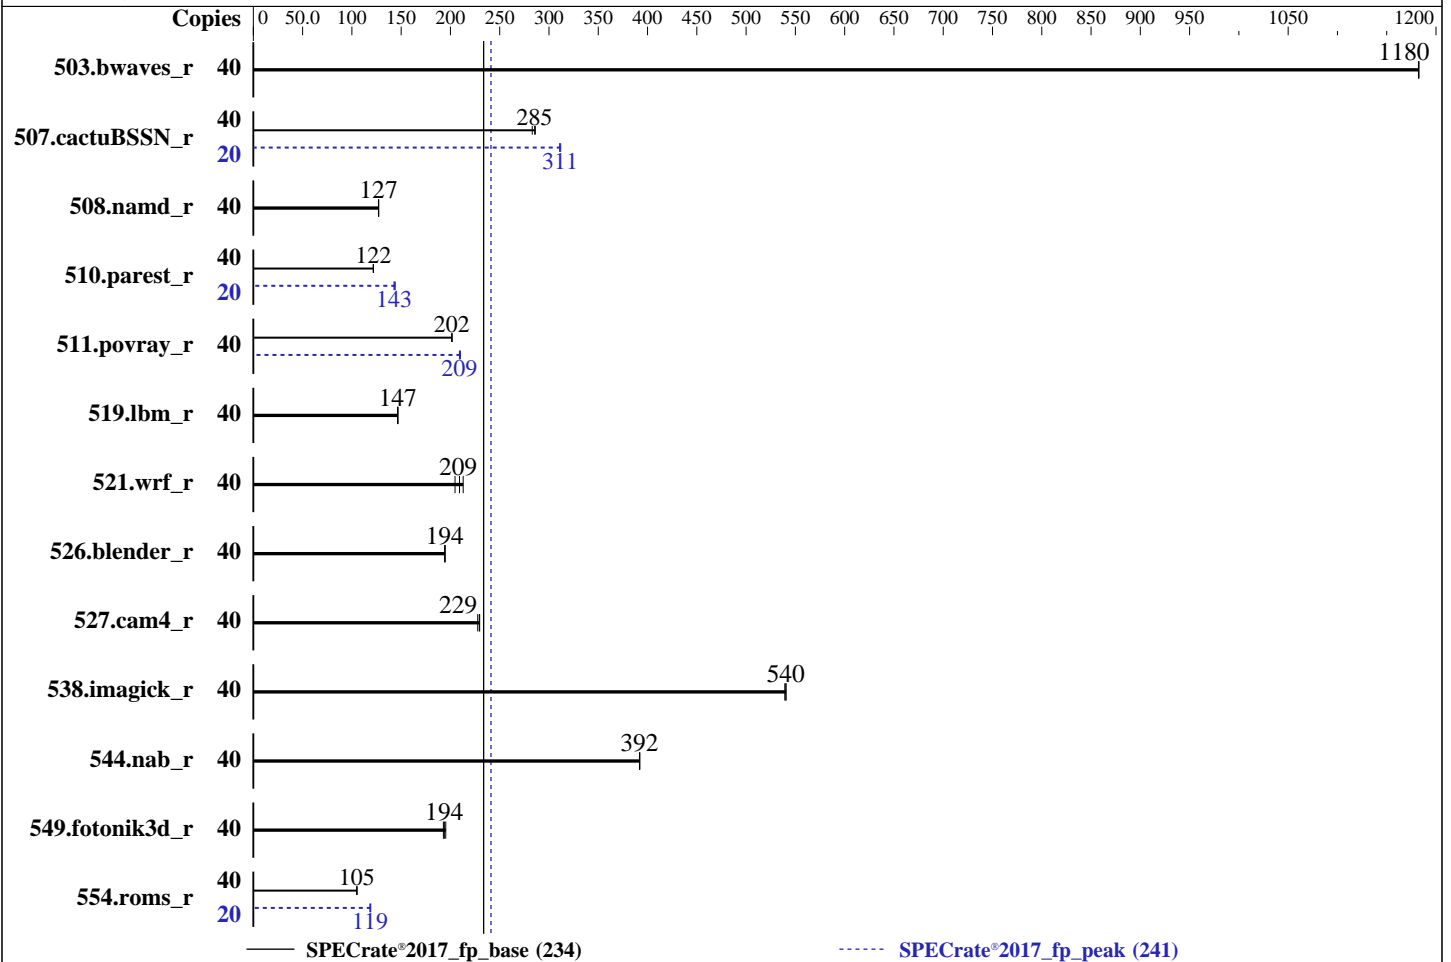 Copies 0 50.0 100 150 200 250 300 350 400 450 500 550 600 650 700 750 800 850 900 950 1050 1200
503.bwaves_r 40 1180
507.cactuBSSN_r 40 285
20 311
508.namd_r 40 127
510.parest_r 40 122
20 143
511.povray_r 40 202
209
519.lbm_r 40 147
521.wrf_r 40 209
526.blender_r 40 194
527.cam4_r 40 229
538.imagick_r 40 540
544.nab_r 40 392
549.fotonik3d_r 40 194
554.roms_r 40 105
20 119
SPECrate®2017_fp_base (234) SPECrate®2017_fp_peak (241)